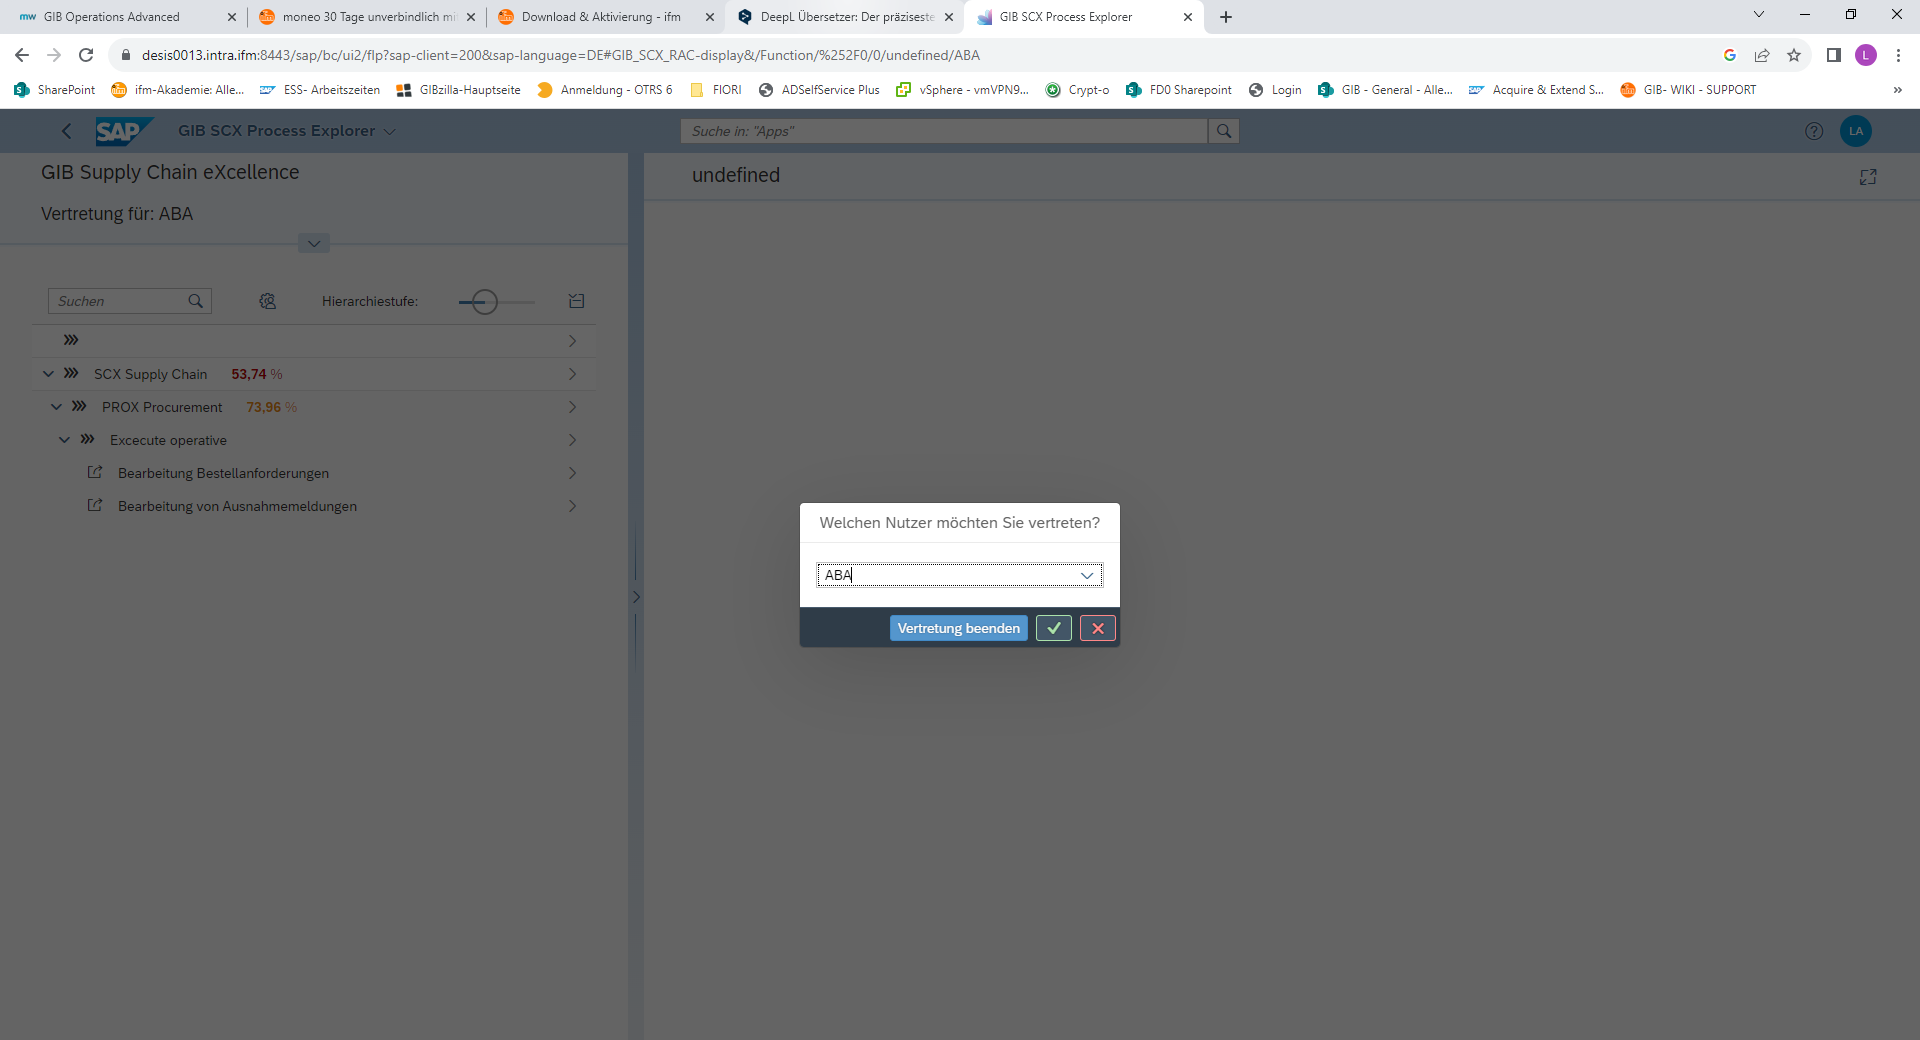 GIB Operations Advanced
moneo 30 Tage unverbindlich mi
Download & Aktivierung - ifm
DeepL Übersetzer: Der präziseste
GIB SCX Process Explorer
desis0013.intra.ifm:8443/sap/bc/ui2/flp?sap-client=200&sap-language=DE#GIB_SCX_RAC-display&/Function/%252F0/0/undefined/ABA
L
SharePoint
ifm-Akademie: Alle...
ESS- Arbeitszeiten
GIBzilla-Hauptseite
Anmeldung - OTRS 6
FIORI
ADSelfService Plus
vSphere - vmVPN9...
Crypt-o
FD0 Sharepoint
Login
GIB - General - Alle...
Acquire & Extend S...
GIB- WIKI - SUPPORT
SAP
GIB SCX Process Explorer
Suche in: "Apps"
LA
GIB Supply Chain eXcellence
Vertretung für: ABA
undefined
Suchen
Hierarchiestufe:
SCX Supply Chain 53,74 %
PROX Procurement 73,96 %
Excecute operative
Bearbeitung Bestellanforderungen
Bearbeitung von Ausnahmemeldungen
Welchen Nutzer möchten Sie vertreten?
ABA
Vertretung beenden